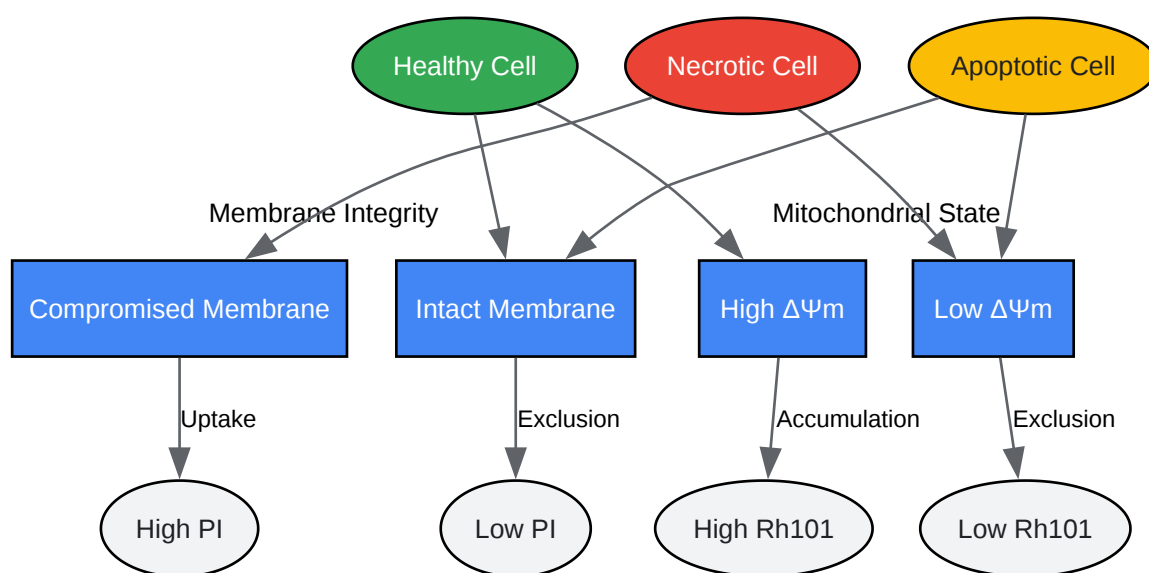 Healthy Cell
Necrotic Cell
Apoptotic Cell
Membrane Integrity
Mitochondrial State
Compromised Membrane
Intact Membrane
High ΔΨm
Low ΔΨm
Uptake
Exclusion
Accumulation
Exclusion
High PI
Low PI
High Rh101
Low Rh101